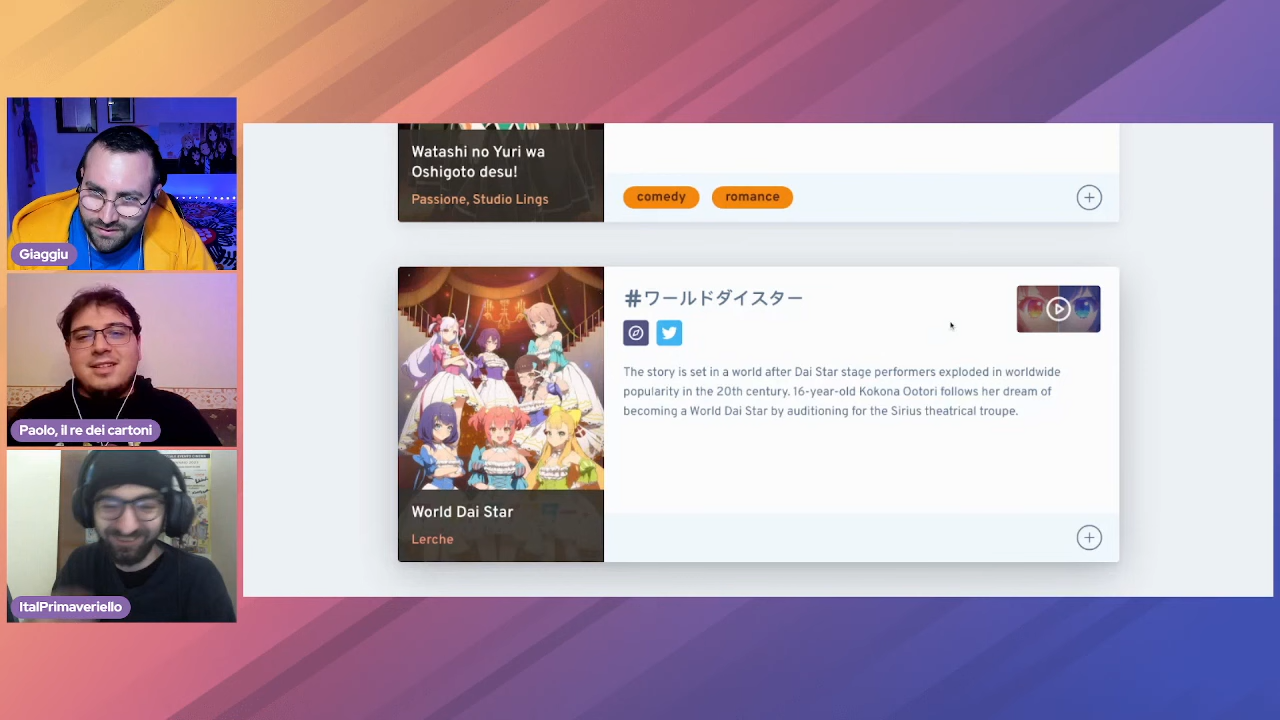 Giaggiu
Paolo, il re dei cartoni
ItalPrimaveriello
Watashi no Yuri wa
Oshigoto desu!
Passione, Studio Lings
comedy
romance
#ワールドダイスター
The story is set in a world after Dai Star stage performers exploded in worldwide
popularity in the 20th century. 16-year-old Kokona Ootori follows her dream of
becoming a World Dai Star by auditioning for the Sirius theatrical troupe.
World Dai Star
Lerche